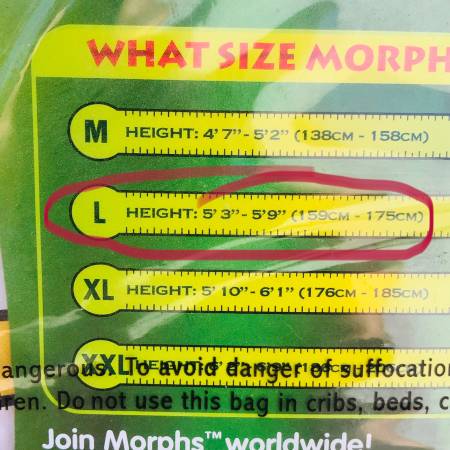 WHAT SIZE MORPH
M HEIGHT: 4'7"- 5'2" (138CM - 158CM)
L HEIGHT: 5'3"- 5'9" (159CM - 175CM)
XL HEIGHT: 5'10"- 6'1" (176CM - 185CM)
XXL HEIGHT:
angerous. To avoid danger of suffocation
ren. Do not use this bag in cribs, beds, c
Join Morphs™ worldwide!